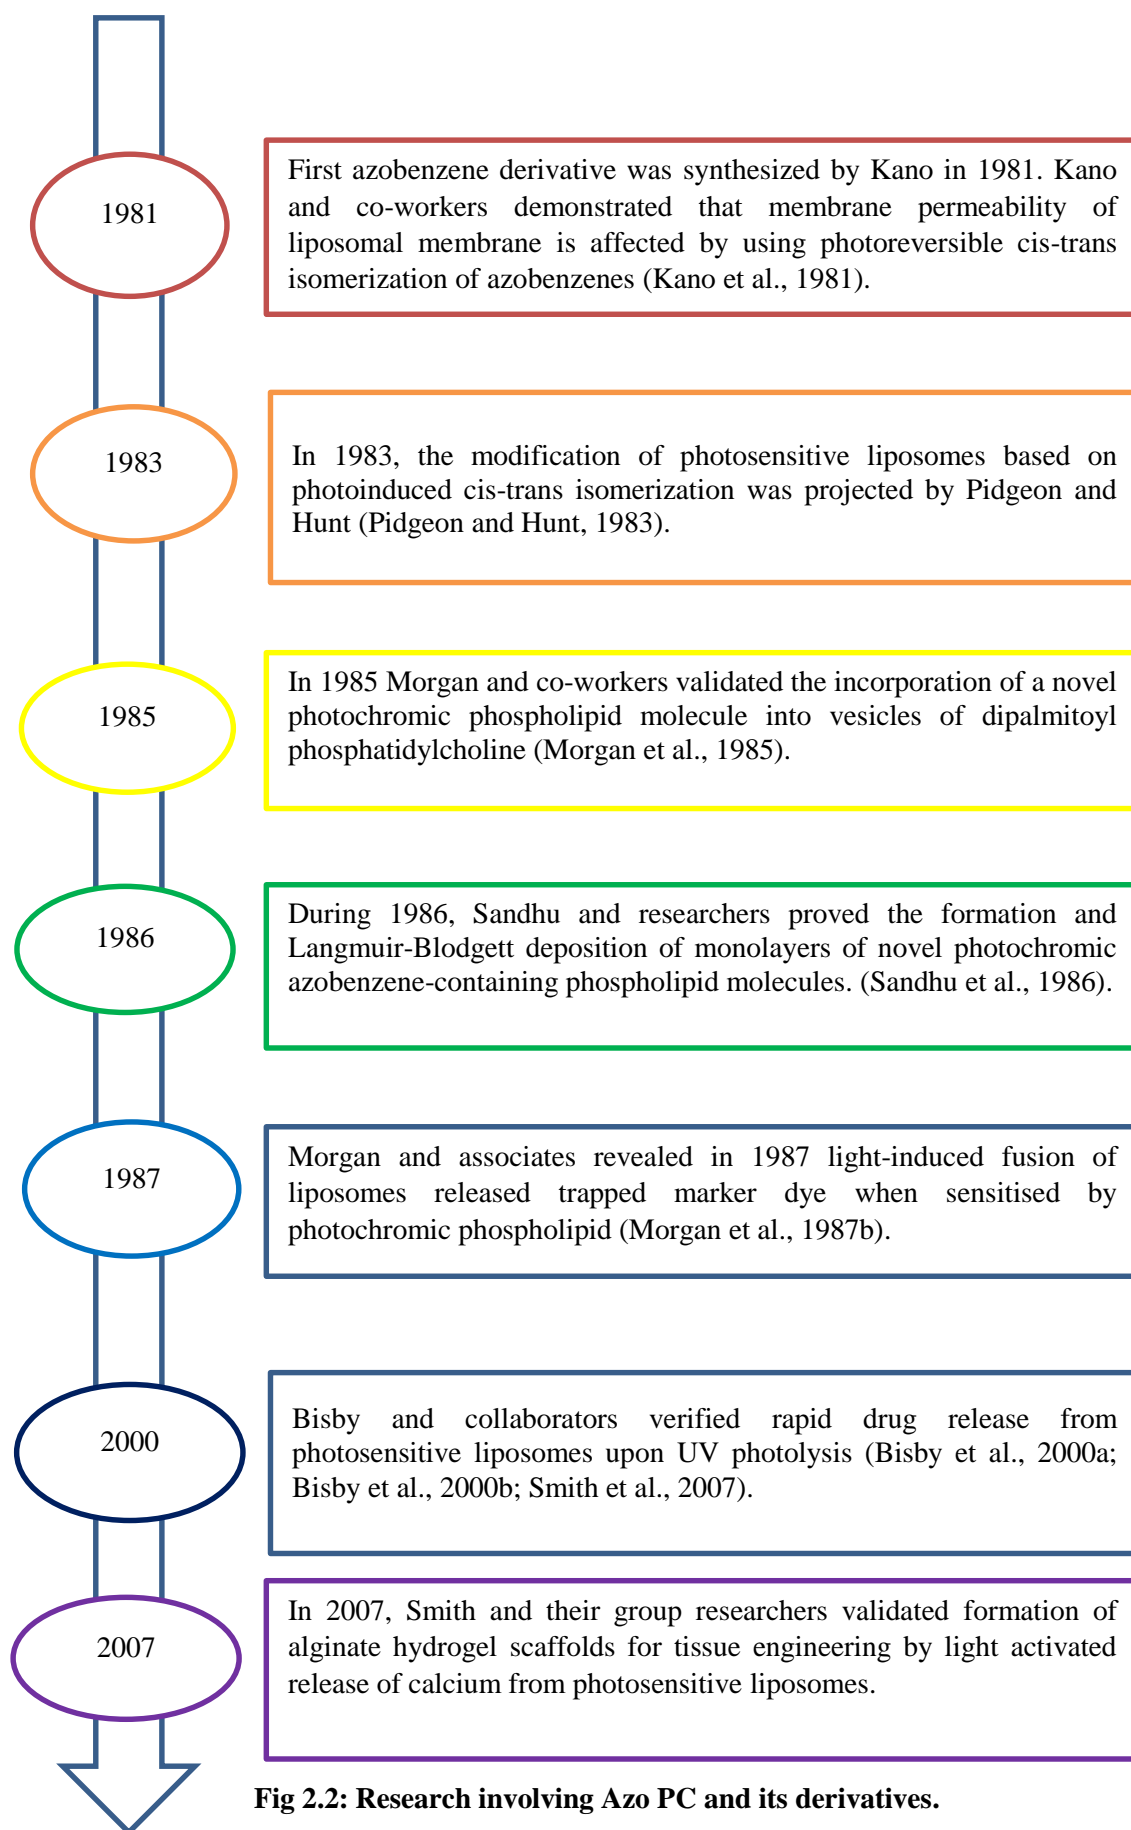 1981
First azobenzene derivative was synthesized by Kano in 1981. Kano
and co-workers demonstrated that membrane permeability of
liposomal membrane is affected by using photoreversible cis-trans
isomerization of azobenzenes (Kano et al., 1981).
1983
In 1983, the modification of photosensitive liposomes based on
photoinduced cis-trans isomerization was projected by Pidgeon and
Hunt (Pidgeon and Hunt, 1983).
1985
In 1985 Morgan and co-workers validated the incorporation of a novel
photochromic phospholipid molecule into vesicles of dipalmitoyl
phosphatidylcholine (Morgan et al., 1985).
1986
During 1986, Sandhu and researchers proved the formation and
Langmuir-Blodgett deposition of monolayers of novel photochromic
azobenzene-containing phospholipid molecules. (Sandhu et al., 1986).
1987
Morgan and associates revealed in 1987 light-induced fusion of
liposomes released trapped marker dye when sensitised by
photochromic phospholipid (Morgan et al., 1987b).
2000
Bisby and collaborators verified rapid drug release from
photosensitive liposomes upon UV photolysis (Bisby et al., 2000a;
Bisby et al., 2000b; Smith et al., 2007).
2007
In 2007, Smith and their group researchers validated formation of
alginate hydrogel scaffolds for tissue engineering by light activated
release of calcium from photosensitive liposomes.
Fig 2.2: Research involving Azo PC and its derivatives.